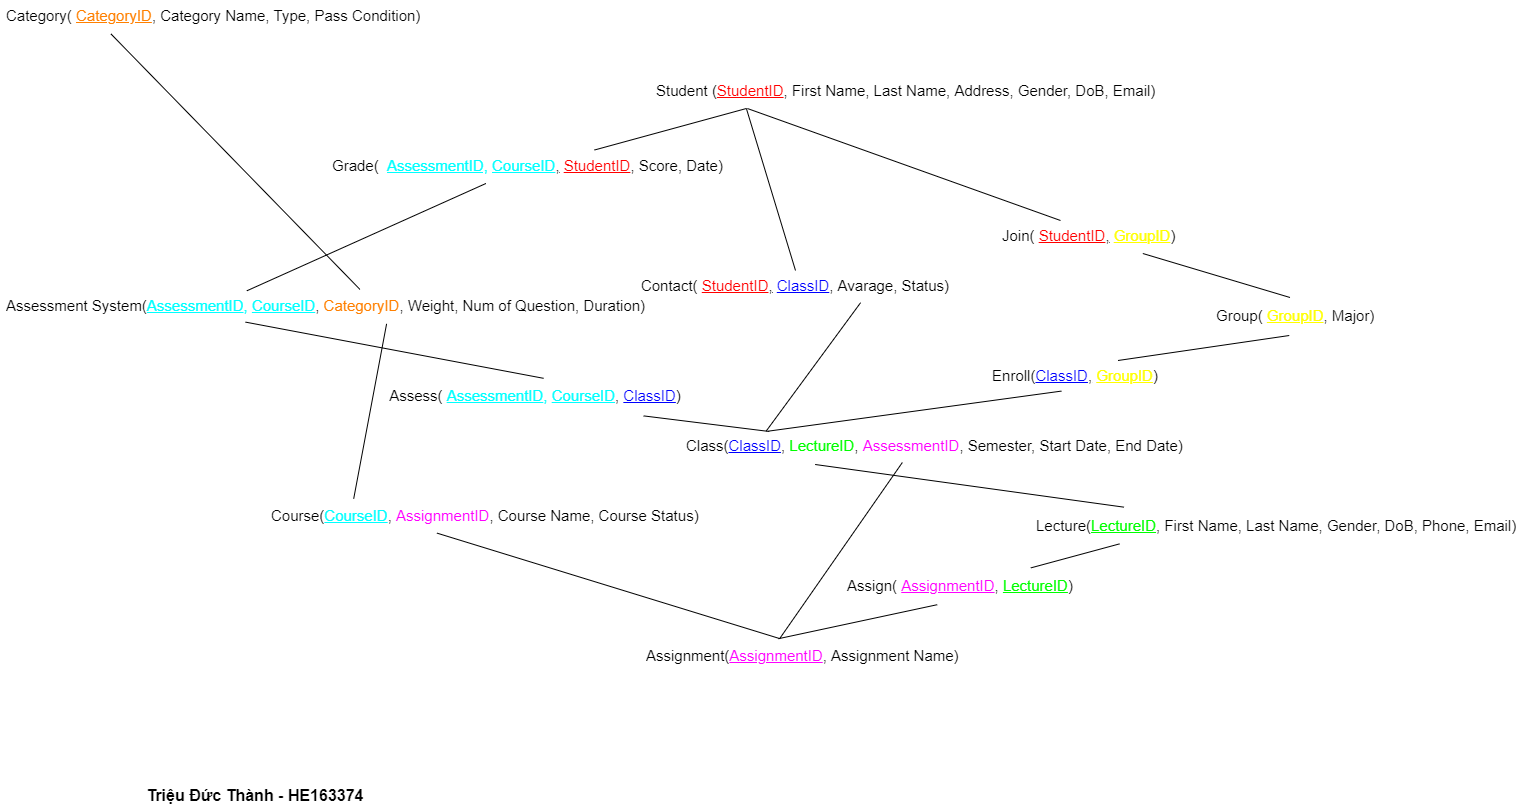 Category( CategoryID, Category Name, Type, Pass Condition)
Student (StudentID, First Name, Last Name, Address, Gender, DoB, Email)
Grade( AssessmentID, CourseID, StudentID, Score, Date)
Join( StudentID, GroupID)
Contact( StudentID, ClassID, Avarage, Status)
Assessment System(AssessmentID, CourseID, CategoryID, Weight, Num of Question, Duration)
Group( GroupID, Major)
Enroll(ClassID, GroupID)
Assess( AssessmentID, CourseID, ClassID)
Class(ClassID, LectureID, AssessmentID, Semester, Start Date, End Date)
Course(CourseID, AssignmentID, Course Name, Course Status)
Lecture(LectureID, First Name, Last Name, Gender, DoB, Phone, Email)
Assign( AssignmentID, LectureID)
Assignment(AssignmentID, Assignment Name)
Triệu Đức Thành - HE163374